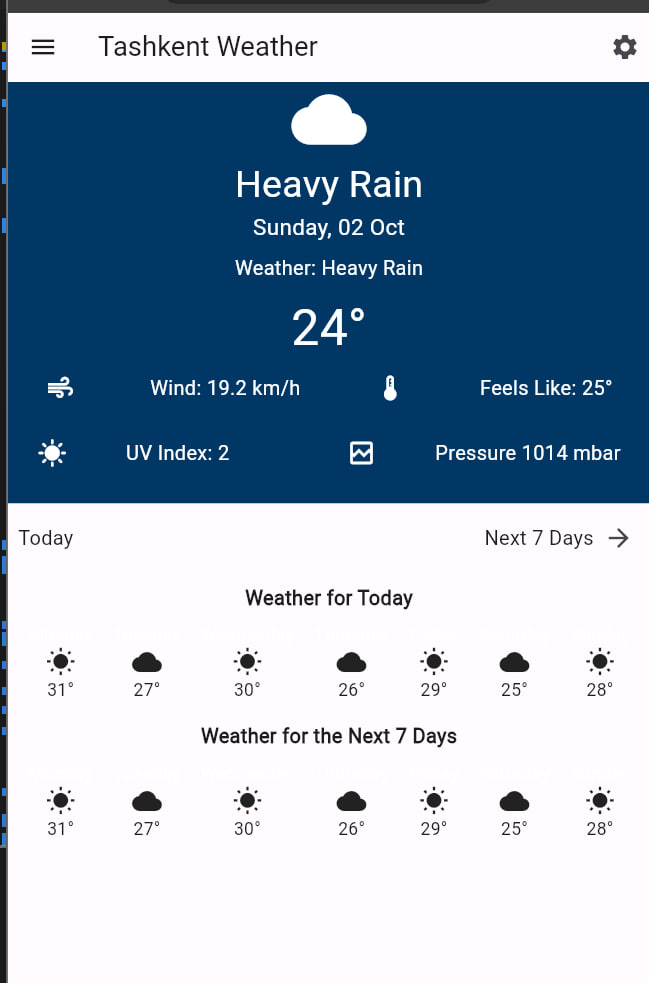 Tashkent Weather
Heavy Rain
Sunday, 02 Oct
Weather: Heavy Rain
24°
Wind: 19.2 km/h Feels Like: 25°
UV Index: 2 Pressure 1014 mbar
Today Next 7 Days
Weather for Today
31° 27° 30° 26° 29° 25° 28°
Weather for the Next 7 Days
31° 27° 30° 26° 29° 25° 28°